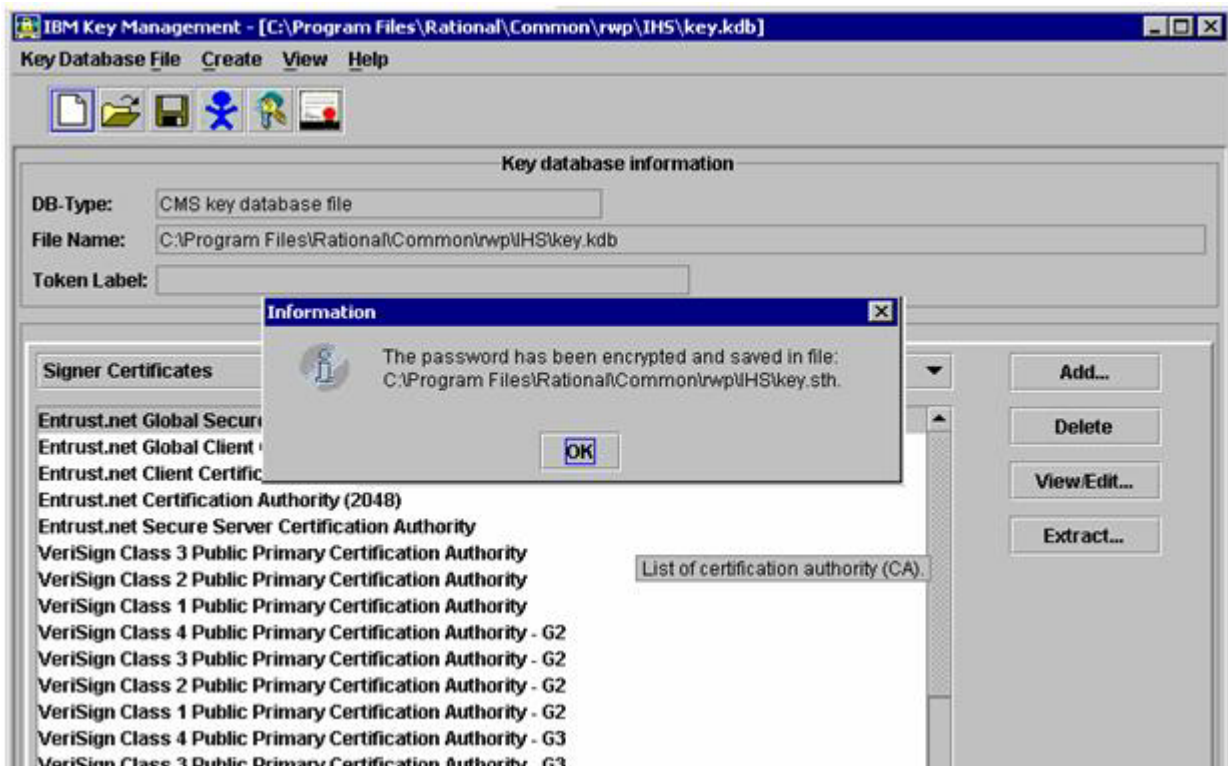 IBM Key Management - [C:\Program Files\Rational\Common\rwp\IHS\key.kdb]
Key Database File Create View Help
Key database information
DB-Type: CMS key database file
File Name: C:\Program Files\Rational\Common\rwp\IHS\key.kdb
Token Label:
Information
The password has been encrypted and saved in file:
C:\Program Files\Rational\Common\rwp\IHS\key.sth.
OK
Signer Certificates
Add...
Delete
View/Edit...
Extract...
Entrust.net Global Secure
Entrust.net Global Client
Entrust.net Client
Entrust.net Certification Authority (2048)
Entrust.net Secure Server Certification Authority
VeriSign Class 3 Public Primary Certification Authority
List of certification authority (CA).
VeriSign Class 2 Public Primary Certification Authority
VeriSign Class 1 Public Primary Certification Authority
VeriSign Class 4 Public Primary Certification Authority - G2
VeriSign Class 3 Public Primary Certification Authority - G2
VeriSign Class 2 Public Primary Certification Authority - G2
VeriSign Class 1 Public Primary Certification Authority - G2
VeriSign Class 4 Public Primary Certification Authority - G3
VeriSign Class 3 Public Primary Certification Authority - G3